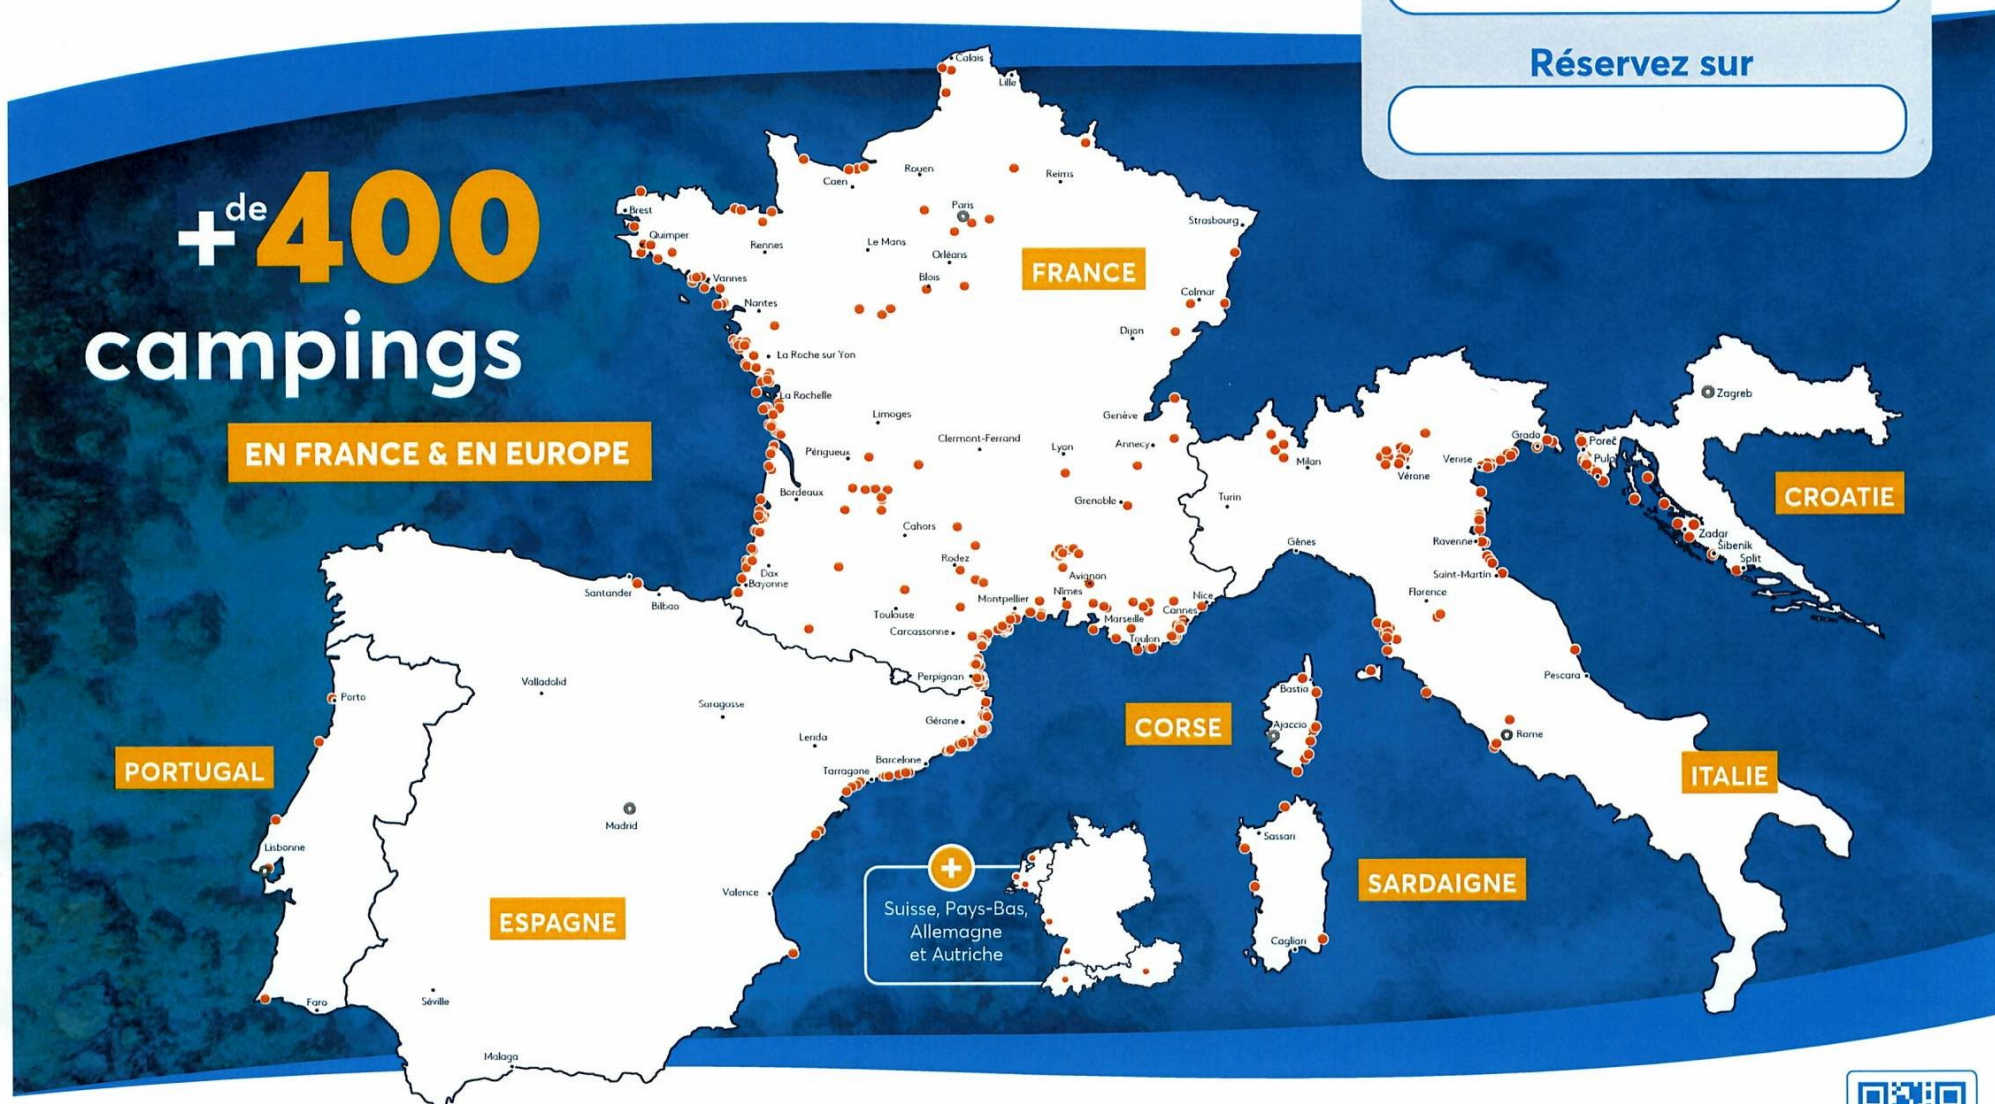 Réservez sur
+ de 400
campings
EN FRANCE & EN EUROPE
Calais
Lille
Rouen
Reims
Caen
Paris
Strasbourg
Brest
Quimper
Rennes
Le Mans
Orléans
FRANCE
Vannes
Blois
Colmar
Nantes
Dijon
La Roche sur Yon
La Rochelle
Limoges
Genève
Clermont-Ferrand
Lyon
Annecy
Périgueux
Bordeaux
Grenoble
Cahors
Rodez
Avignon
Dax
Bayonne
Nîmes
Montpellier
Nice
Cannes
Toulouse
Marseille
Carcassonne
Toulon
Perpignan
Zagreb
CROATIE
Grado
Poreč
Pula
Milan
Venise
Vérone
Turin
Zadar
Šibenik
Split
Gênes
Ravenne
Saint-Martin
Florence
Pescara
Rome
ITALIE
Santander
Bilbao
Valladolid
Saragosse
Porto
Gérone
Lerida
Barcelone
Tarragone
PORTUGAL
Madrid
Lisbonne
Valence
ESPAGNE
Faro
Séville
Malaga
CORSE
Bastia
Ajaccio
SARDAIGNE
Sassari
Cagliari
+
Suisse, Pays-Bas,
Allemagne
et Autriche